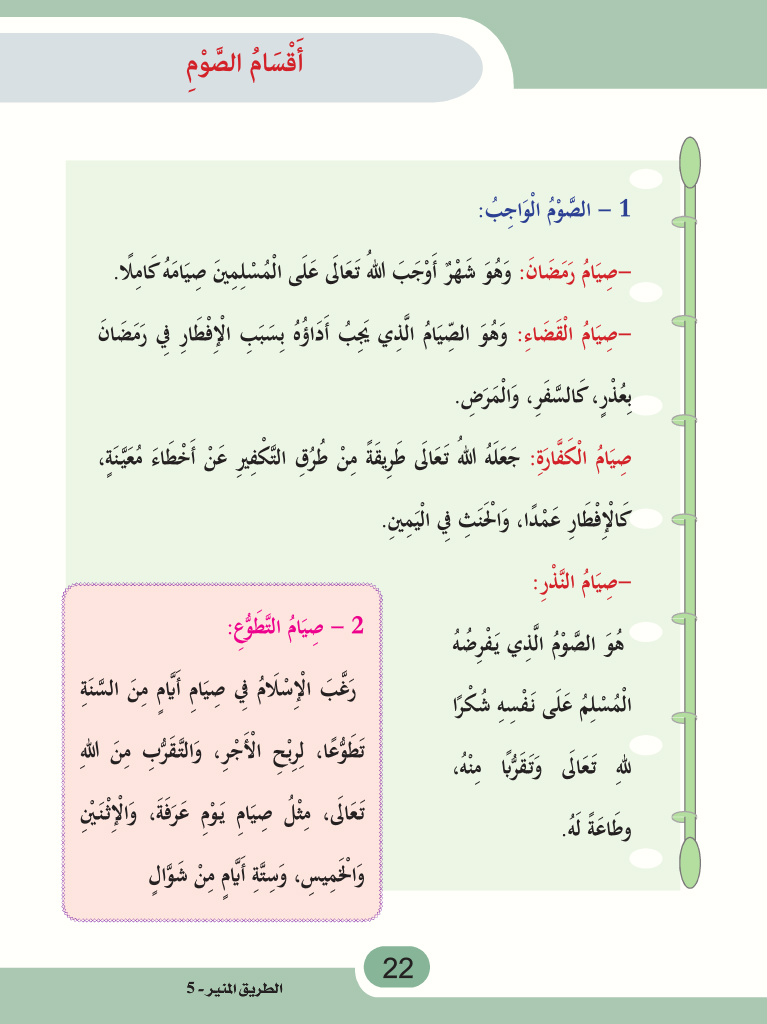 أَقْسَامُ الصَّوْمِ
1 – الصَّوْمُ الْوَاجِبُ:
–صِيَامُ رَمَضَانَ: وَهُوَ شَهْرٌ أَوْجَبَ اللهُ تَعَالَى عَلَى الْمُسْلِمِينَ صِيَامَهُ كَامِلًا.
–صِيَامُ الْقَضَاءِ: وَهُوَ الصِّيَامُ الَّذِي يَجِبُ أَدَاؤُهُ بِسَبَبِ الْإِفْطَارِ فِي رَمَضَانَ
بِعُذْرٍ، كَالسَّفَرِ، وَالْمَرَضِ.
صِيَامُ الْكَفَّارَةِ: جَعَلَهُ اللهُ تَعَالَى طَرِيقَةً مِنْ طُرُقِ التَّكْفِيرِ عَنْ أَخْطَاءَ مُعَيَّنَةٍ،
كَالْإِفْطَارِ عَمْدًا، وَالْحَنَثِ فِي الْيَمِينِ.
–صِيَامُ النَّذْرِ:
هُوَ الصَّوْمُ الَّذِي يَفْرِضُهُ
الْمُسْلِمُ عَلَى نَفْسِهِ شُكْرًا
للهِ تَعَالَى وَتَقَرُّبًا مِنْهُ،
وطَاعَةً لَهُ.
2 – صِيَامُ التَّطَوُّعِ:
رَغَّبَ الْإِسْلَامُ فِي صِيَامِ أَيَّامٍ مِنَ السَّنَةِ
تَطَوُّعًا، لِرِبْحِ الْأَجْرِ، وَالتَّقَرُّبِ مِنَ اللهِ
تَعَالَى، مِثْلُ صِيَامِ يَوْمِ عَرَفَةَ، وَالْإِثْنَيْنِ
وَالْخَمِيسِ، وَسِتَّةِ أَيَّامٍ مِنْ شَوَّالٍ
22
الطريق المنير- 5